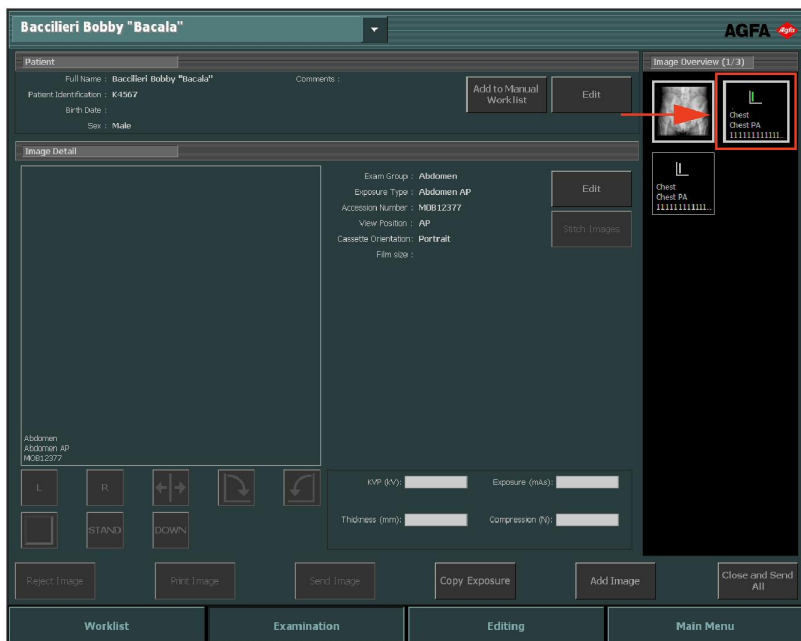 Baccilieri Bobby "Bacala"
AGFA Agfa
Patient
Full Name : Baccilieri Bobby "Bacala"
Comments :
Patient Identification : K4567
Birth Date :
Sex : Male
Add to Manual
Worklist
Edit
Image Overview (1/3)
Chest
Chest PA
111111111111..
Chest
Chest PA
111111111111..
Image Detail
Exam Group : Abdomen
Exposure Type : Abdomen AP
Accession Number : MOB12377
View Position : AP
Cassette Orientation: Portrait
Film size :
Edit
Stitch Images
Abdomen
Abdomen AP
MOB12377
L
R
STAND
DOWN
KVP (kV):
Exposure (mAs):
Thickness (mm):
Compression (N):
Reject Image
Print Image
Send Image
Copy Exposure
Add Image
Close and Send
All
Worklist
Examination
Editing
Main Menu